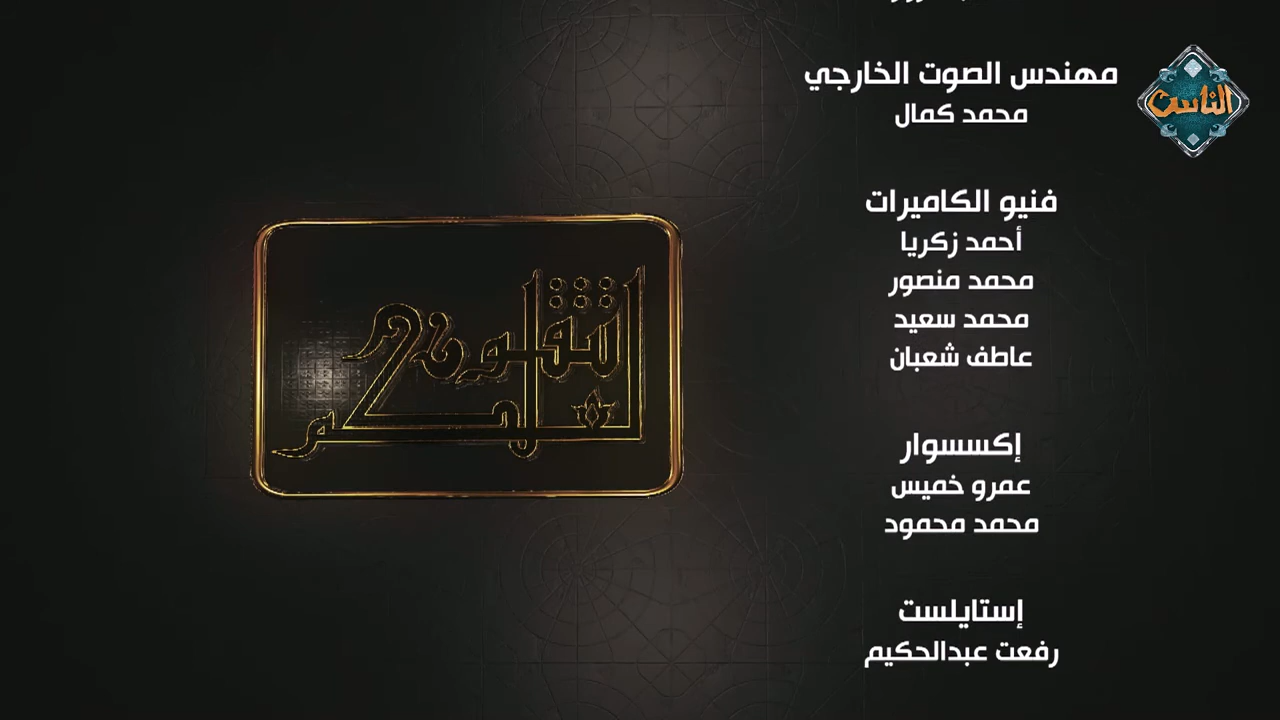 مهندس الصوت الخارجي
محمد كمال
الناس
فنيو الكاميرات
أحمد زكريا
محمد منصور
محمد سعيد
عاطف شعبان
إكسسوار
عمرو خميس
محمد محمود
إستايلست
رفعت عبدالحكيم